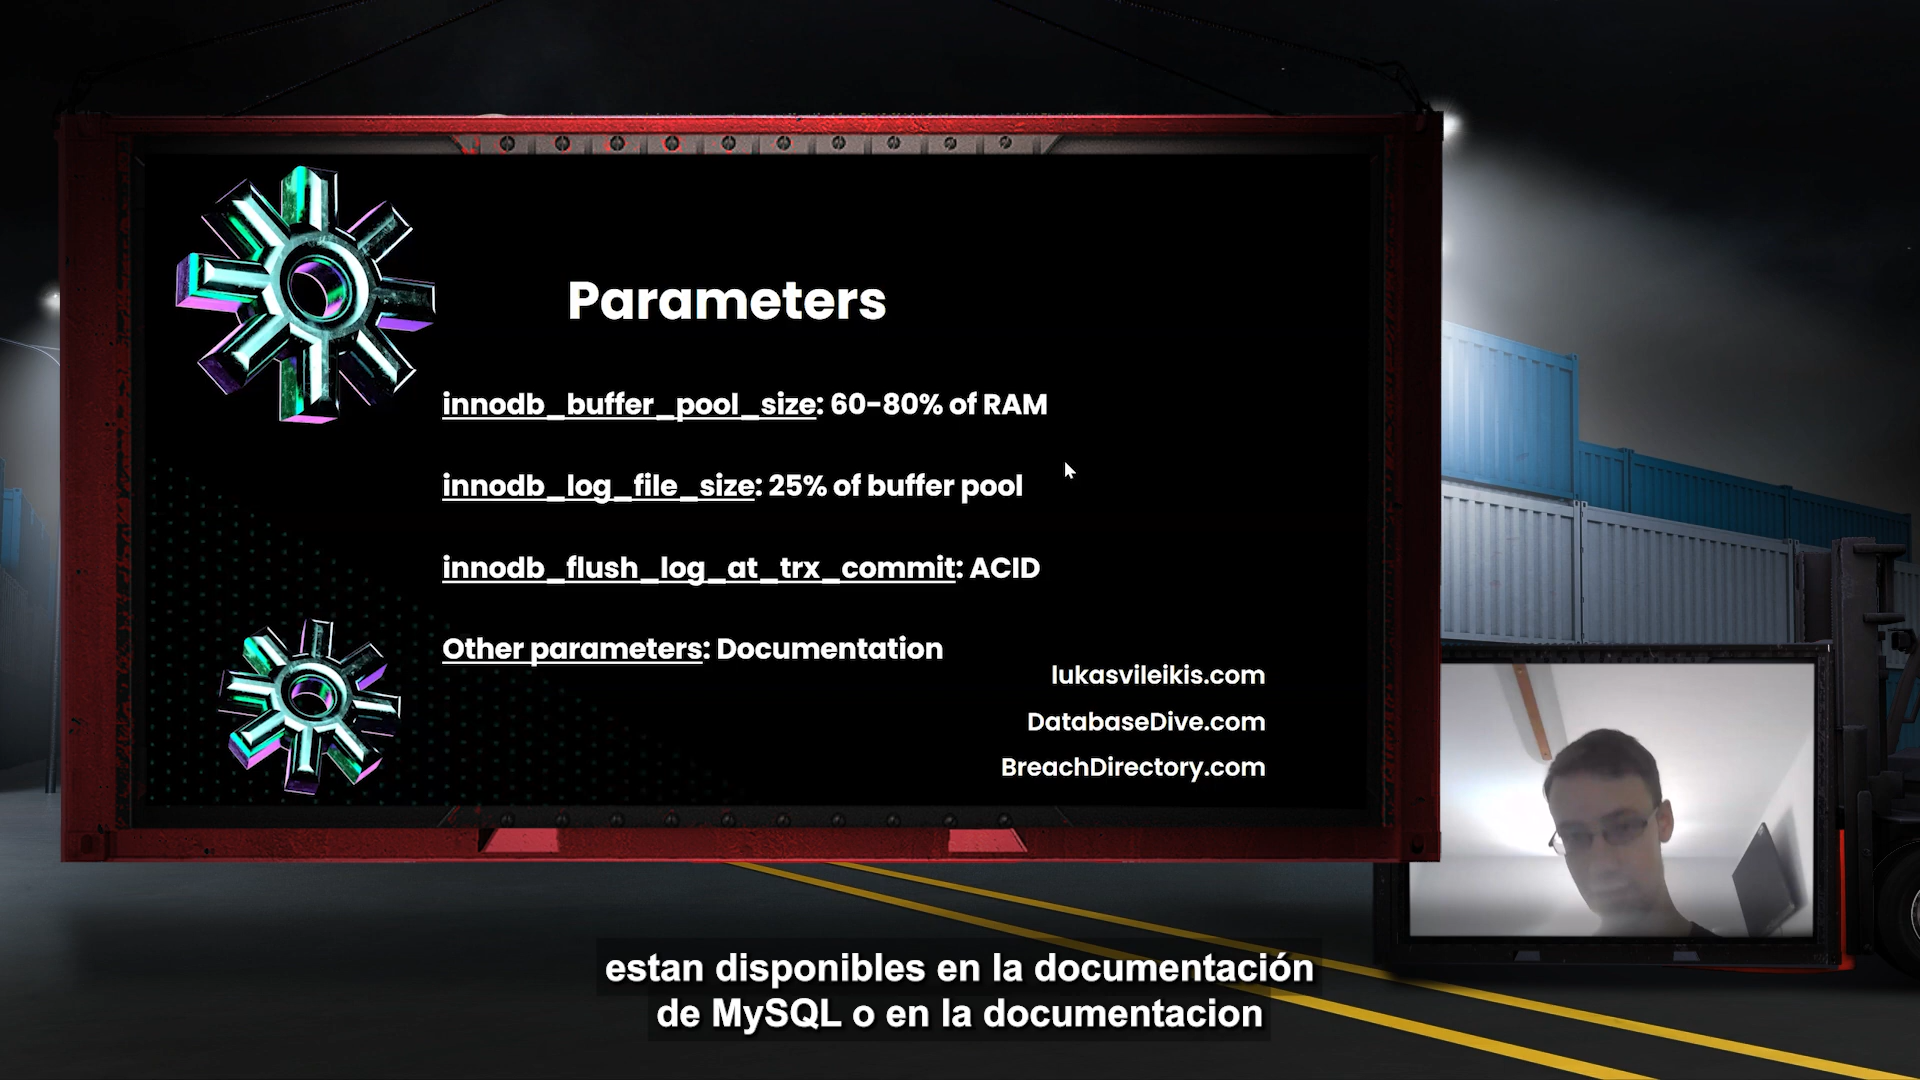 Parameters
innodb_buffer_pool_size: 60-80% of RAM
innodb_log_file_size: 25% of buffer pool
innodb_flush_log_at_trx_commit: ACID
Other parameters: Documentation
lukasvileikis.com
DatabaseDive.com
BreachDirectory.com
estan disponibles en la documentación
de MySQL o en la documentacion